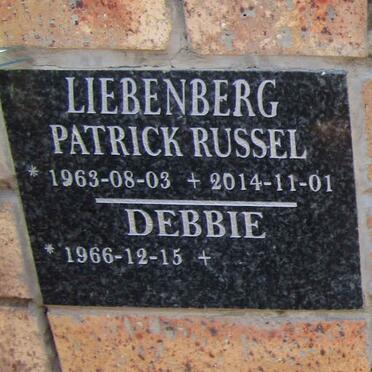 LIEBENBERG
PATRICK RUSSEL
* 1963-08-03 + 2014-11-01
DEBBIE
* 1966-12-15 +